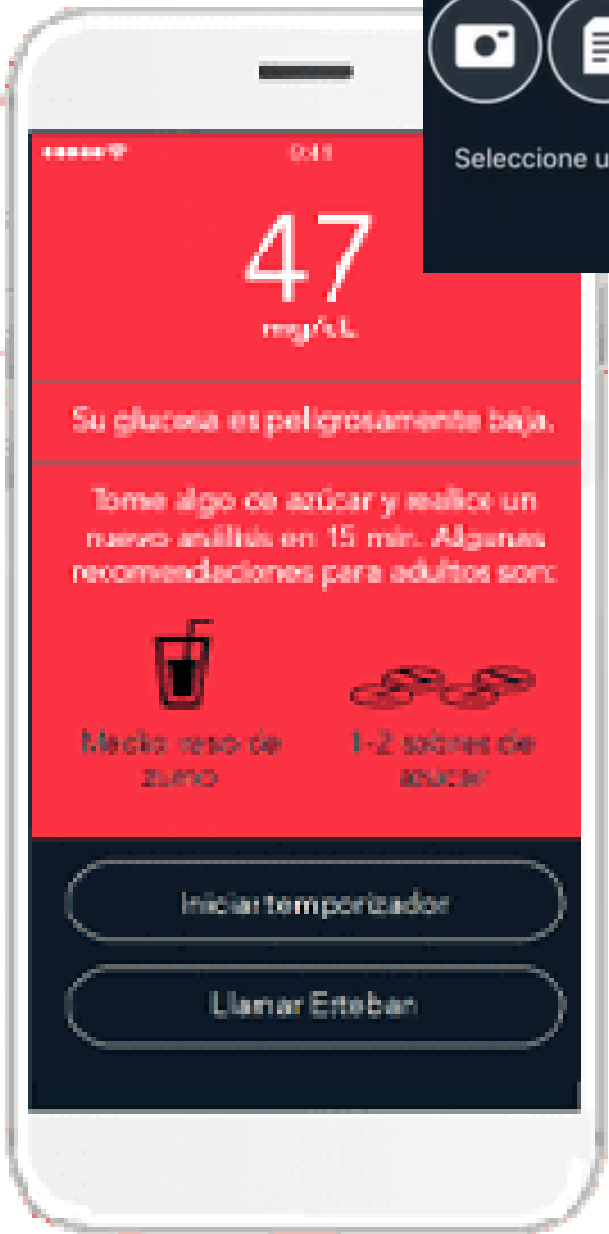 Seleccione u
9:41
47
mg/dL
Su glucosa es peligrosamente baja.
Tome algo de azúcar y realice un
nuevo análisis en 15 min. Algunas
recomendaciones para adultos son:
Medio vaso de
zumo
1-2 sobres de
azúcar
Iniciar temporizador
Llamar Esteban